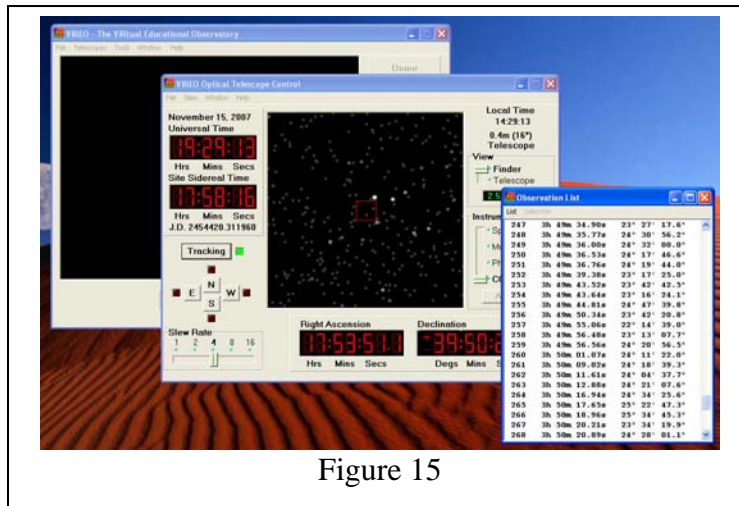 VIREO - The VIRtual Educational Observatory
File Telescopes Tools Window Help
Dome
VIREO Optical Telescope Control
File Slew Window Help
November 15, 2007
Universal Time
19:29:13
Hrs Mins Secs
Site Sidereal Time
17:58:16
Hrs Mins Secs
J.D. 2454420.311960
Tracking
N
E W
S
Slew Rate
1 2 4 8 16
Local Time
14:29:13
0.4m (16")
Telescope
View
Finder
Telescope
Right Ascension
17:53:51.1
Hrs Mins Secs
Declination
Degs Mins
Observation List
List Selection
247 3h 49m 34.90s 23° 27' 17.6"
248 3h 49m 35.77s 24° 30' 56.2"
249 3h 49m 36.00s 24° 32' 00.0"
250 3h 49m 36.53s 24° 17' 46.6"
251 3h 49m 36.76s 24° 19' 44.0"
252 3h 49m 39.38s 23° 17' 25.0"
253 3h 49m 43.52s 23° 42' 42.5"
254 3h 49m 43.64s 23° 16' 24.1"
255 3h 49m 44.81s 24° 47' 39.8"
256 3h 49m 50.34s 23° 42' 20.8"
257 3h 49m 55.06s 22° 14' 39.0"
258 3h 49m 56.48s 23° 13' 07.7"
259 3h 49m 56.56s 24° 20' 56.5"
260 3h 50m 01.07s 24° 11' 22.0"
261 3h 50m 09.02s 24° 18' 39.3"
262 3h 50m 11.61s 24° 04' 37.7"
263 3h 50m 12.88s 24° 21' 07.6"
264 3h 50m 16.94s 24° 34' 25.6"
265 3h 50m 17.65s 25° 22' 47.3"
266 3h 50m 18.96s 25° 34' 45.3"
267 3h 50m 20.21s 23° 34' 19.9"
268 3h 50m 20.89s 24° 28' 01.1"
Figure 15